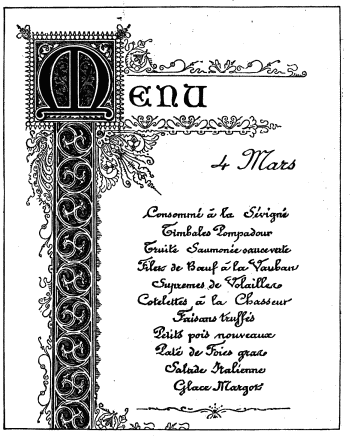 Menu
4 Mars
Consommé à la Sévigné
Timbales Pompadour
Truite Saumonée sauce verte
Filet de Bœuf à la Vauban
Supremes de Volailles
Cotelettes à la Chasseur
Faisans truffés
Petits pois nouveaux
Paté de Foies gras
Salade Italienne
Glace Margot